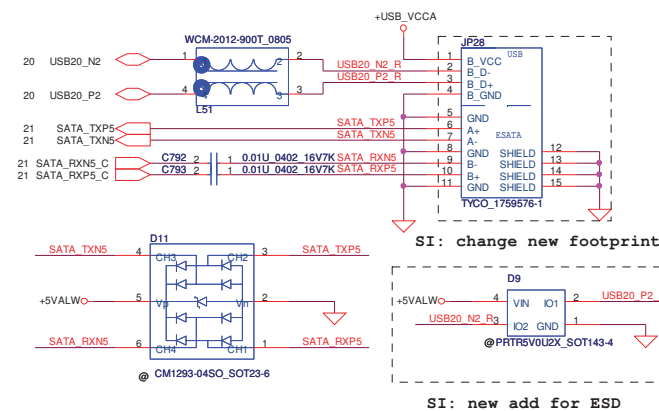 +USB_VCCA
WCM-2012-900T_0805
JP28
USB
20 USB20_N2 1 2 USB20_N2_R 1 B_VCC
2 B_D-
USB20_P2_R 3 B_D+
20 USB20_P2 4 3 4 B_GND
L51
5 GND
21 SATA_TXP5 SATA_TXP5 6 A+
21 SATA_TXN5 SATA_TXN5 7 A- ESATA
8 GND SHIELD 12
21 SATA_RXN5_C C792 2 1 0.01U_0402_16V7K SATA_RXN5 9 B- SHIELD 13
21 SATA_RXP5_C C793 2 1 0.01U_0402_16V7K SATA_RXP5 10 B+ SHIELD 14
11 GND SHIELD 15
TYCO_1759576-1
SI: change new footprint
D11
SATA_TXN5 4 CH3 CH2 3 SATA_TXP5
+5VALW 5 Vp Vn 2
SATA_RXN5 6 CH4 CH1 1 SATA_RXP5
@ CM1293-04SO_SOT23-6
D9
+5VALW 4 VIN IO1 2 USB20_P2_
USB20_N2_R 3 IO2 GND 1
@PRTR5V0U2X_SOT143-4
SI: new add for ESD